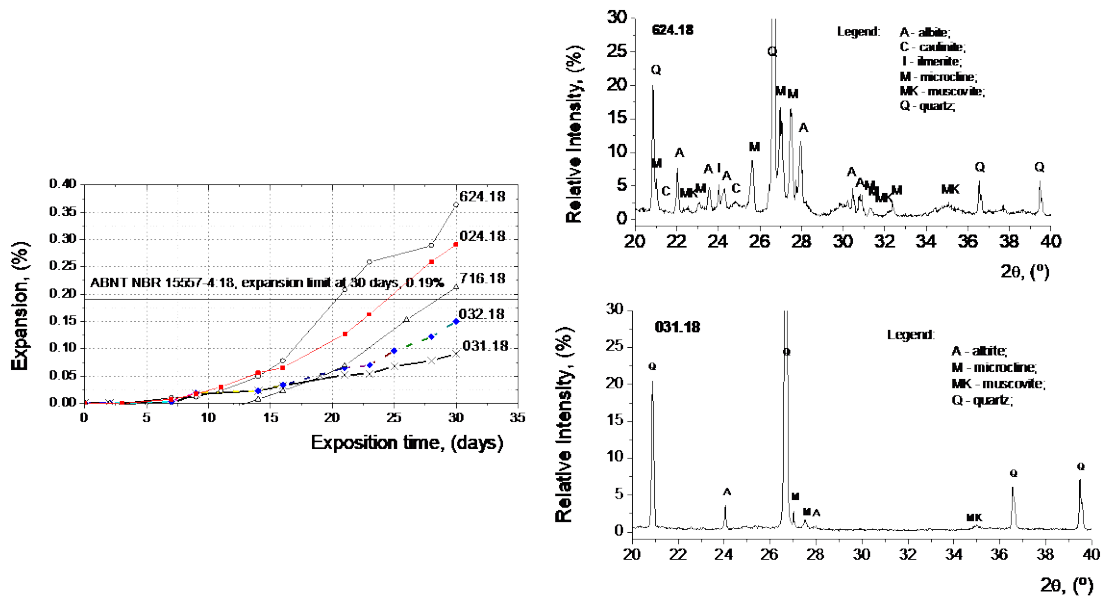 0.40
0.35
0.30
0.25
0.20
0.15
0.10
0.05
0.00
Expansion, (%)
624.18
024.18
ABNT NBR 15557-4:18, expansion limit at 30 days, 0.19%
716.18
032.18
031.18
0 5 10 15 20 25 30 35
Exposition time, (days)
30
25
20
15
10
5
0
Relative Intensity, (%)
624.18
Legend:
A - albite;
C - caulinite;
I - ilmenite;
M - microcline;
MK - muscovite;
Q - quartz;
Q
M
C
A
MK
M
A
I
A
C
M
Q
M
M
A
A
A
M
M
MK
M
MK
Q
Q
20 22 24 26 28 30 32 34 36 38 40
2θ, (º)
30
25
20
15
10
5
0
Relative Intensity, (%)
031.18
Legend:
A - albite;
M - microcline;
MK - muscovite;
Q - quartz;
Q
A
Q
M
M A
MK
Q
Q
20 22 24 26 28 30 32 34 36 38 40
2θ, (º)